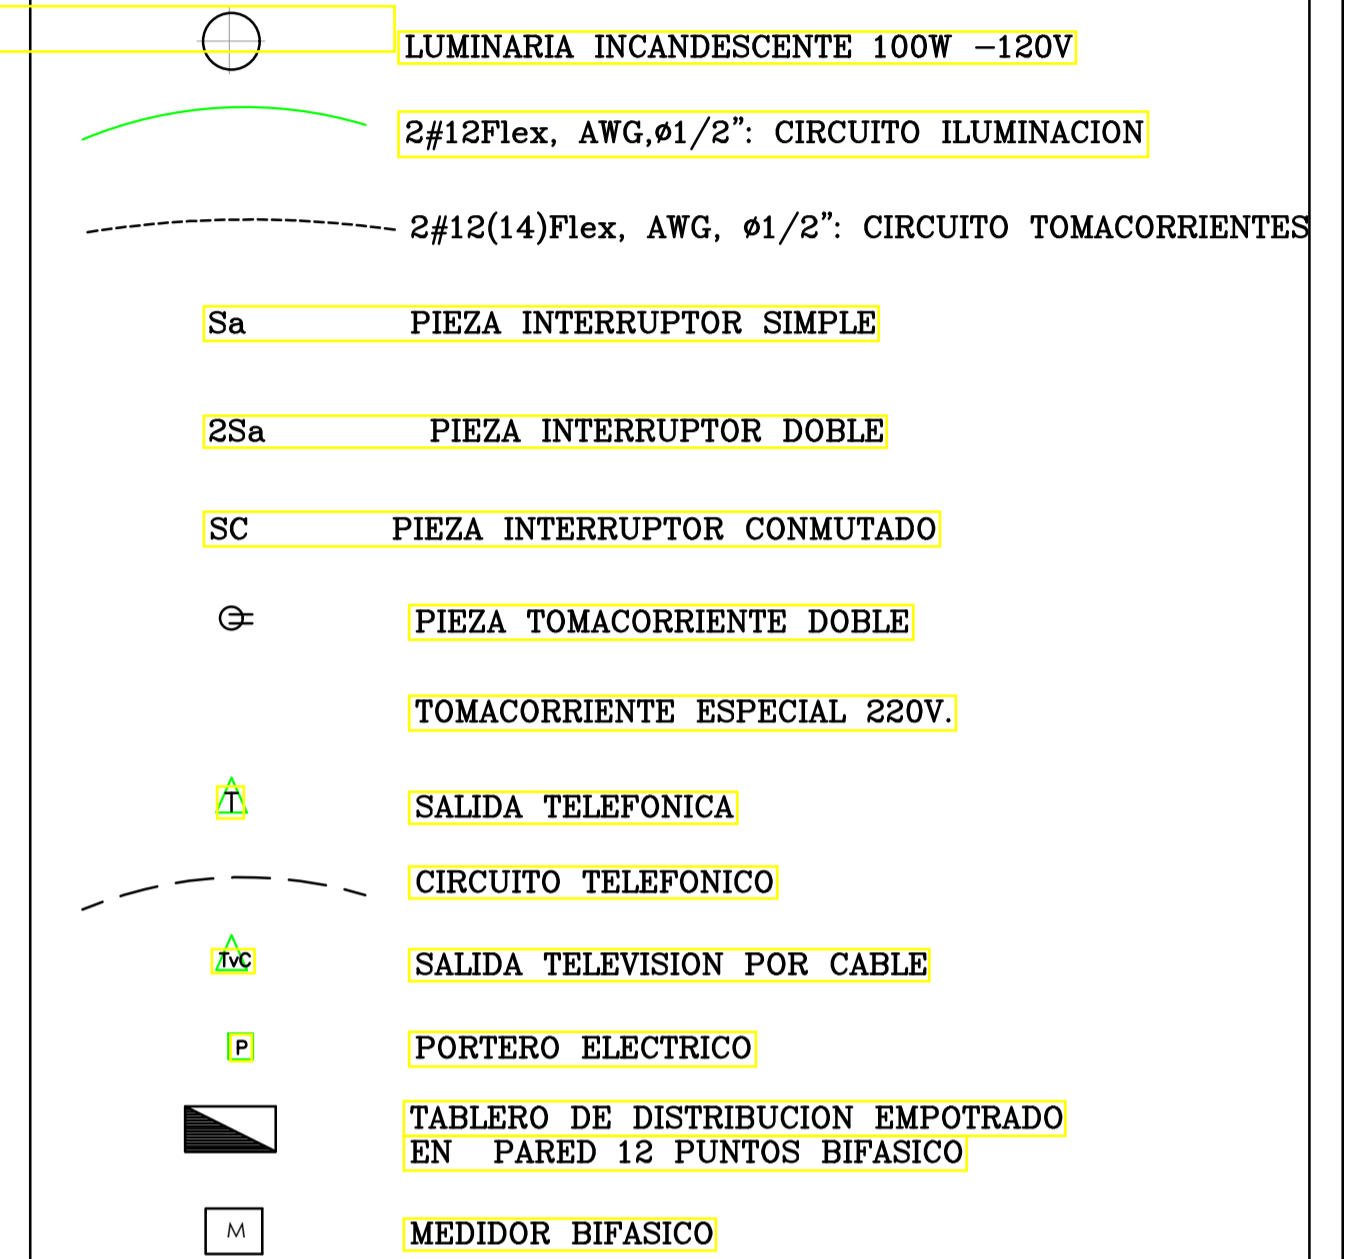 LUMINARIA INCANDESCENTE 100W -120V
2#12Flex, AWG,ø1/2": CIRCUITO ILUMINACION
2#12(14)Flex, AWG, ø1/2": CIRCUITO TOMACORRIENTES
Sa PIEZA INTERRUPTOR SIMPLE
2Sa PIEZA INTERRUPTOR DOBLE
SC PIEZA INTERRUPTOR CONMUTADO
PIEZA TOMACORRIENTE DOBLE
TOMACORRIENTE ESPECIAL 220V.
T SALIDA TELEFONICA
CIRCUITO TELEFONICO
TvC SALIDA TELEVISION POR CABLE
P PORTERO ELECTRICO
TABLERO DE DISTRIBUCION EMPOTRADO
EN PARED 12 PUNTOS BIFASICO
M MEDIDOR BIFASICO